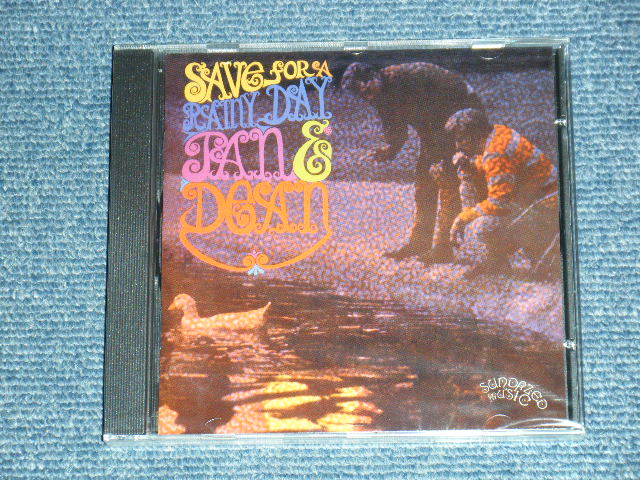 SAVE FOR A
RAINY DAY
JAN &
DEAN
SUNDAZED
MUSIC